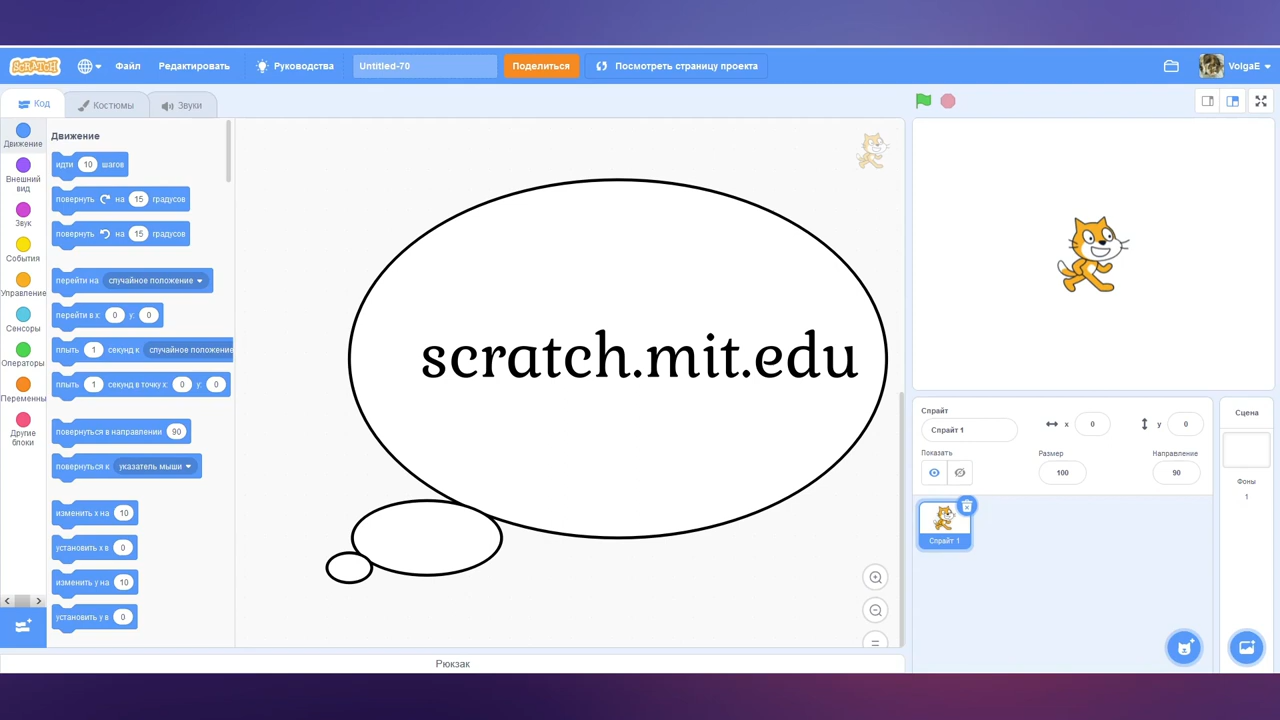 SCRATCH
Файл
Редактировать
Руководства
Untitled-70
Поделиться
Посмотреть страницу проекта
VolgaE
Код
Костюмы
Звуки
Движение
Внешний
вид
Звук
События
Управление
Сенсоры
Операторы
Переменны
Другие
блоки
Движение
идти 10 шагов
повернуть на 15 градусов
повернуть на 15 градусов
перейти на случайное положение
перейти в x: 0 y: 0
плыть 1 секунд к случайное положение
плыть 1 секунд в точку x: 0 y: 0
повернуться в направлении 90
повернуться к указатель мыши
изменить x на 10
установить x в 0
изменить y на 10
установить y в 0
scratch.mit.edu
Рюкзак
Спрайт
Спрайт 1
x 0
y 0
Показать
Размер
100
Направление
90
Спрайт 1
Сцена
Фоны
1